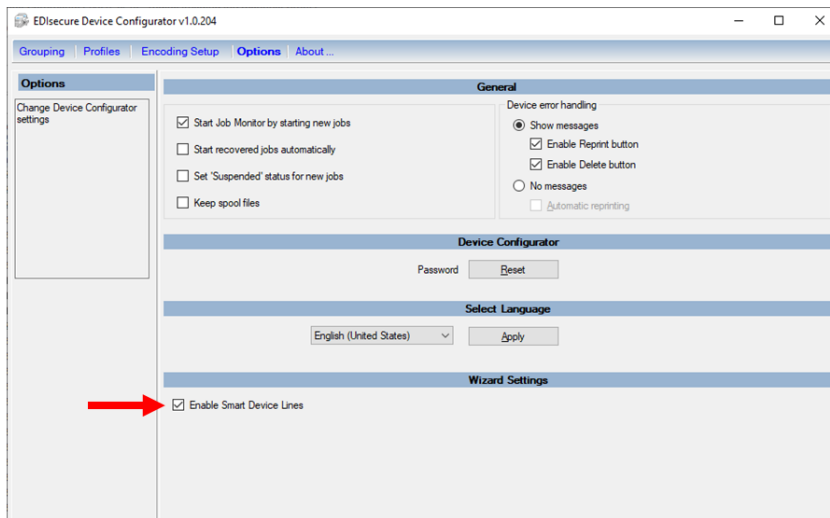 EDIsecure Device Configurator v1.0.204
Grouping Profiles Encoding Setup Options About ...
Options
Change Device Configurator
settings
General
Start Job Monitor by starting new jobs
Start recovered jobs automatically
Set 'Suspended' status for new jobs
Keep spool files
Device error handling
Show messages
Enable Reprint button
Enable Delete button
No messages
Automatic reprinting
Device Configurator
Password Reset
Select Language
English (United States) Apply
Wizard Settings
Enable Smart Device Lines